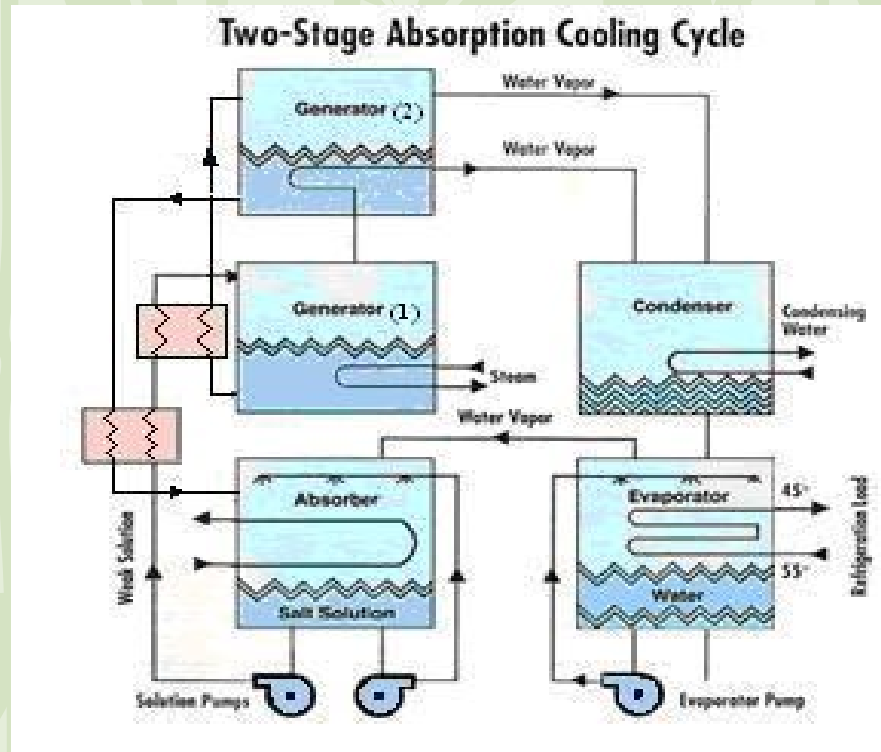 Two-Stage Absorption Cooling Cycle
Water Vapor
Generator (2)
Water Vapor
Generator (1)
Condenser
Condensing
Water
Steam
Water Vapor
Absorber
Evaporator
45°
Refrigeration Load
55°
Weak Solution
Water
Salt Solution
Solution Pumps
Evaporator Pump